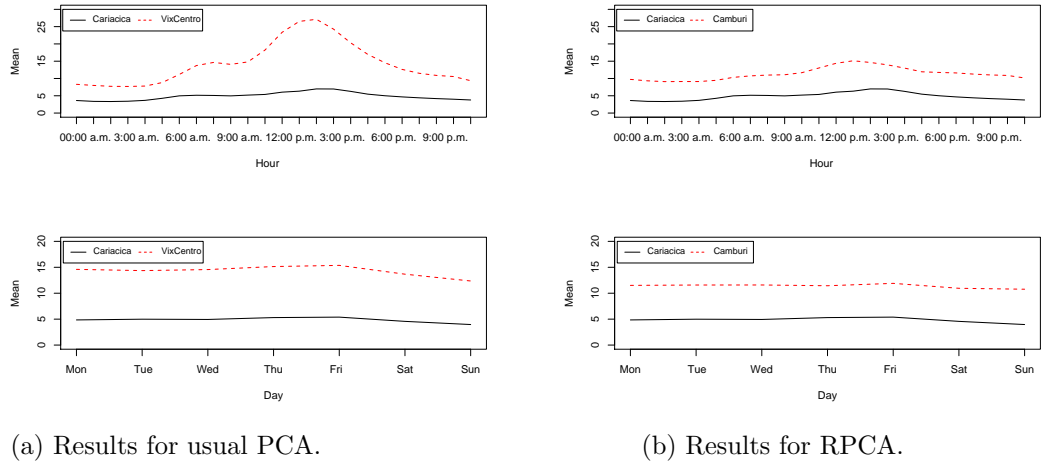 Cariacica VixCentro
Mean
0 5 15 25
00:00 a.m. 3:00 a.m. 6:00 a.m. 9:00 a.m. 12:00 p.m. 3:00 p.m. 6:00 p.m. 9:00 p.m.
Hour
Cariacica VixCentro
Mean
0 5 10 15 20
Mon Tue Wed Thu Fri Sat Sun
Day
(a) Results for usual PCA.
Cariacica Camburi
Mean
0 5 15 25
00:00 a.m. 3:00 a.m. 6:00 a.m. 9:00 a.m. 12:00 p.m. 3:00 p.m. 6:00 p.m. 9:00 p.m.
Hour
Cariacica Camburi
Mean
0 5 10 15 20
Mon Tue Wed Thu Fri Sat Sun
Day
(b) Results for RPCA.